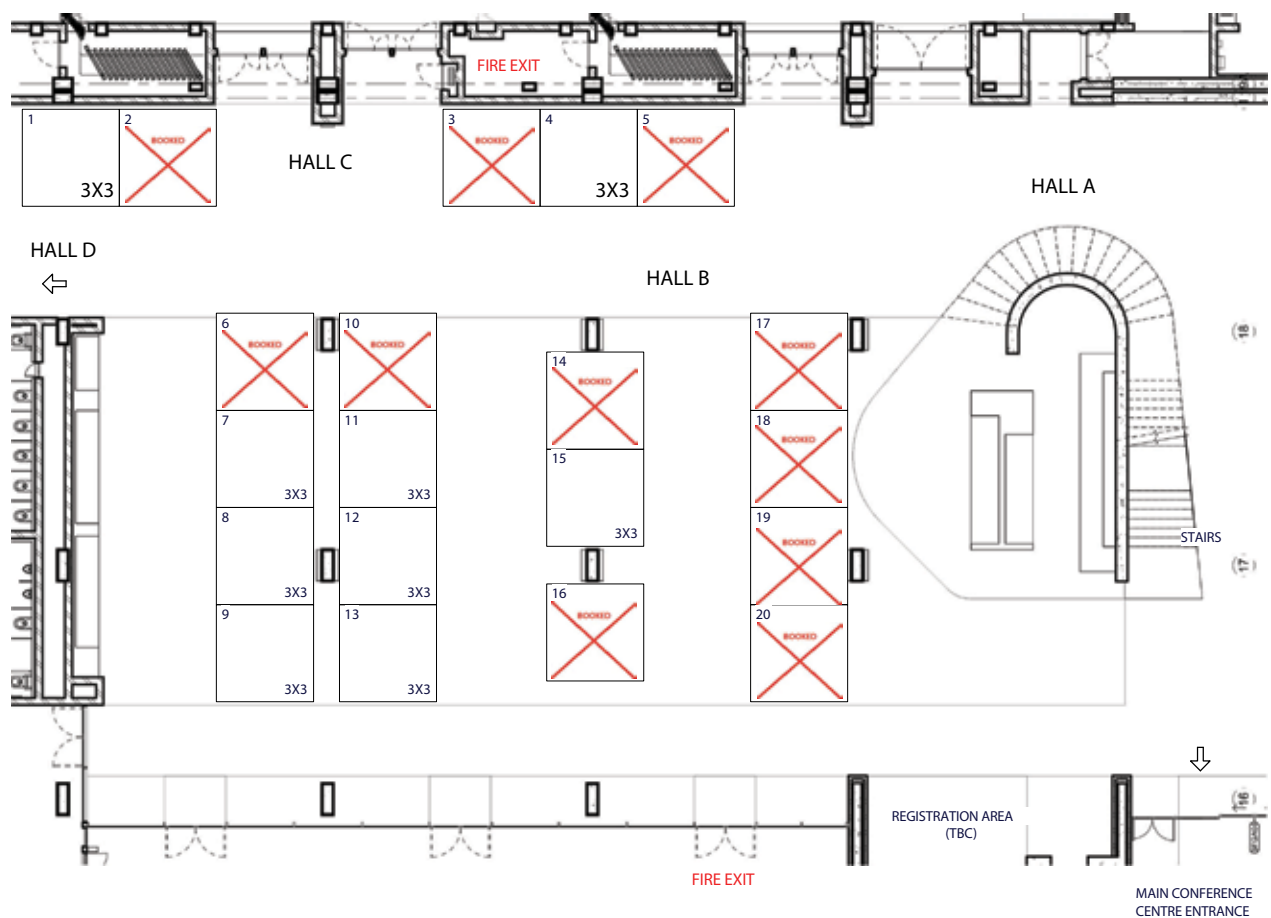 FIRE EXIT
1
2
BOOKED
3X3
HALL C
3
BOOKED
4
3X3
5
BOOKED
HALL A
HALL D
HALL B
6
BOOKED
10
BOOKED
14
BOOKED
17
BOOKED
18
7
3X3
11
3X3
15
3X3
18
BOOKED
8
3X3
12
3X3
19
BOOKED
STAIRS
17
9
3X3
13
3X3
16
BOOKED
20
BOOKED
REGISTRATION AREA
(TBC)
16
FIRE EXIT
MAIN CONFERENCE
CENTRE ENTRANCE